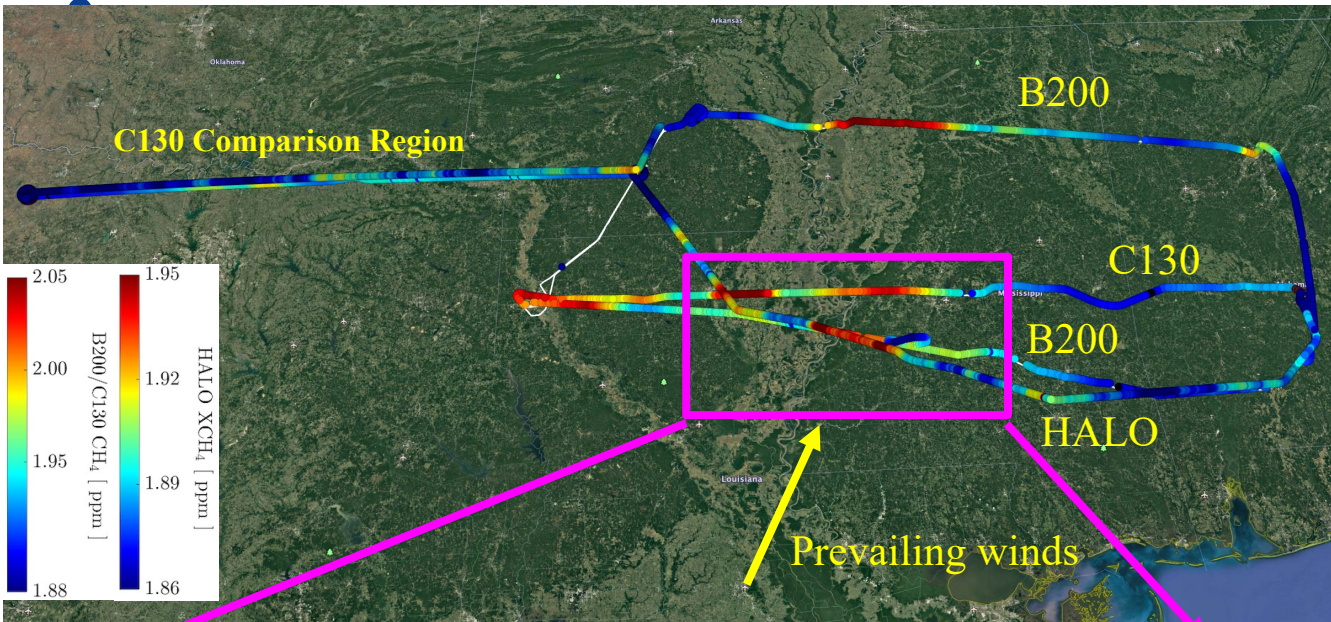 Arkansas
Oklahoma
B200
C130 Comparison Region
C130
Mississippi
B200
HALO
Louisiana
Prevailing winds
2.05
2.00
1.95
1.88
B200/C130 CH₄ [ ppm ]
1.95
1.92
1.89
1.86
HALO XCH₄ [ ppm ]